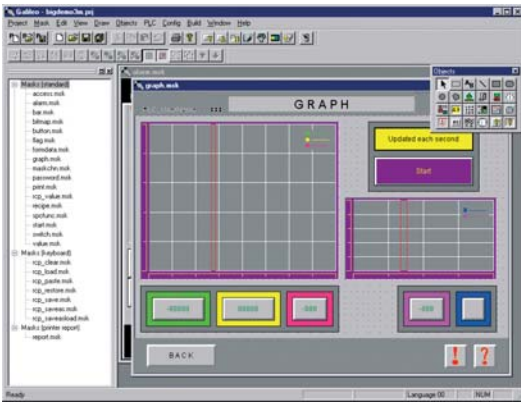 Galileo - bigdemo3m.prj
Project Mask Edit View Draw Objects PLC Config Build Window Help
Masks (standard)
access.msk
alarm.msk
bar.msk
bitmap.msk
button.msk
flag.msk
formdata.msk
graph.msk
maskchn.msk
password.msk
print.msk
rcp_value.msk
recipe.msk
spcfunc.msk
start.msk
switch.msk
value.msk
Masks (keyboard)
rcp_clear.msk
rcp_load.msk
rcp_paste.msk
rcp_restore.msk
rcp_save.msk
rcp_saveas.msk
rcp_saveasload.msk
Masks (printer report)
report.msk
graph.msk
GRAPH
Objects
Updated each second
Start
BACK
!
?
Ready
Language 00
NUM